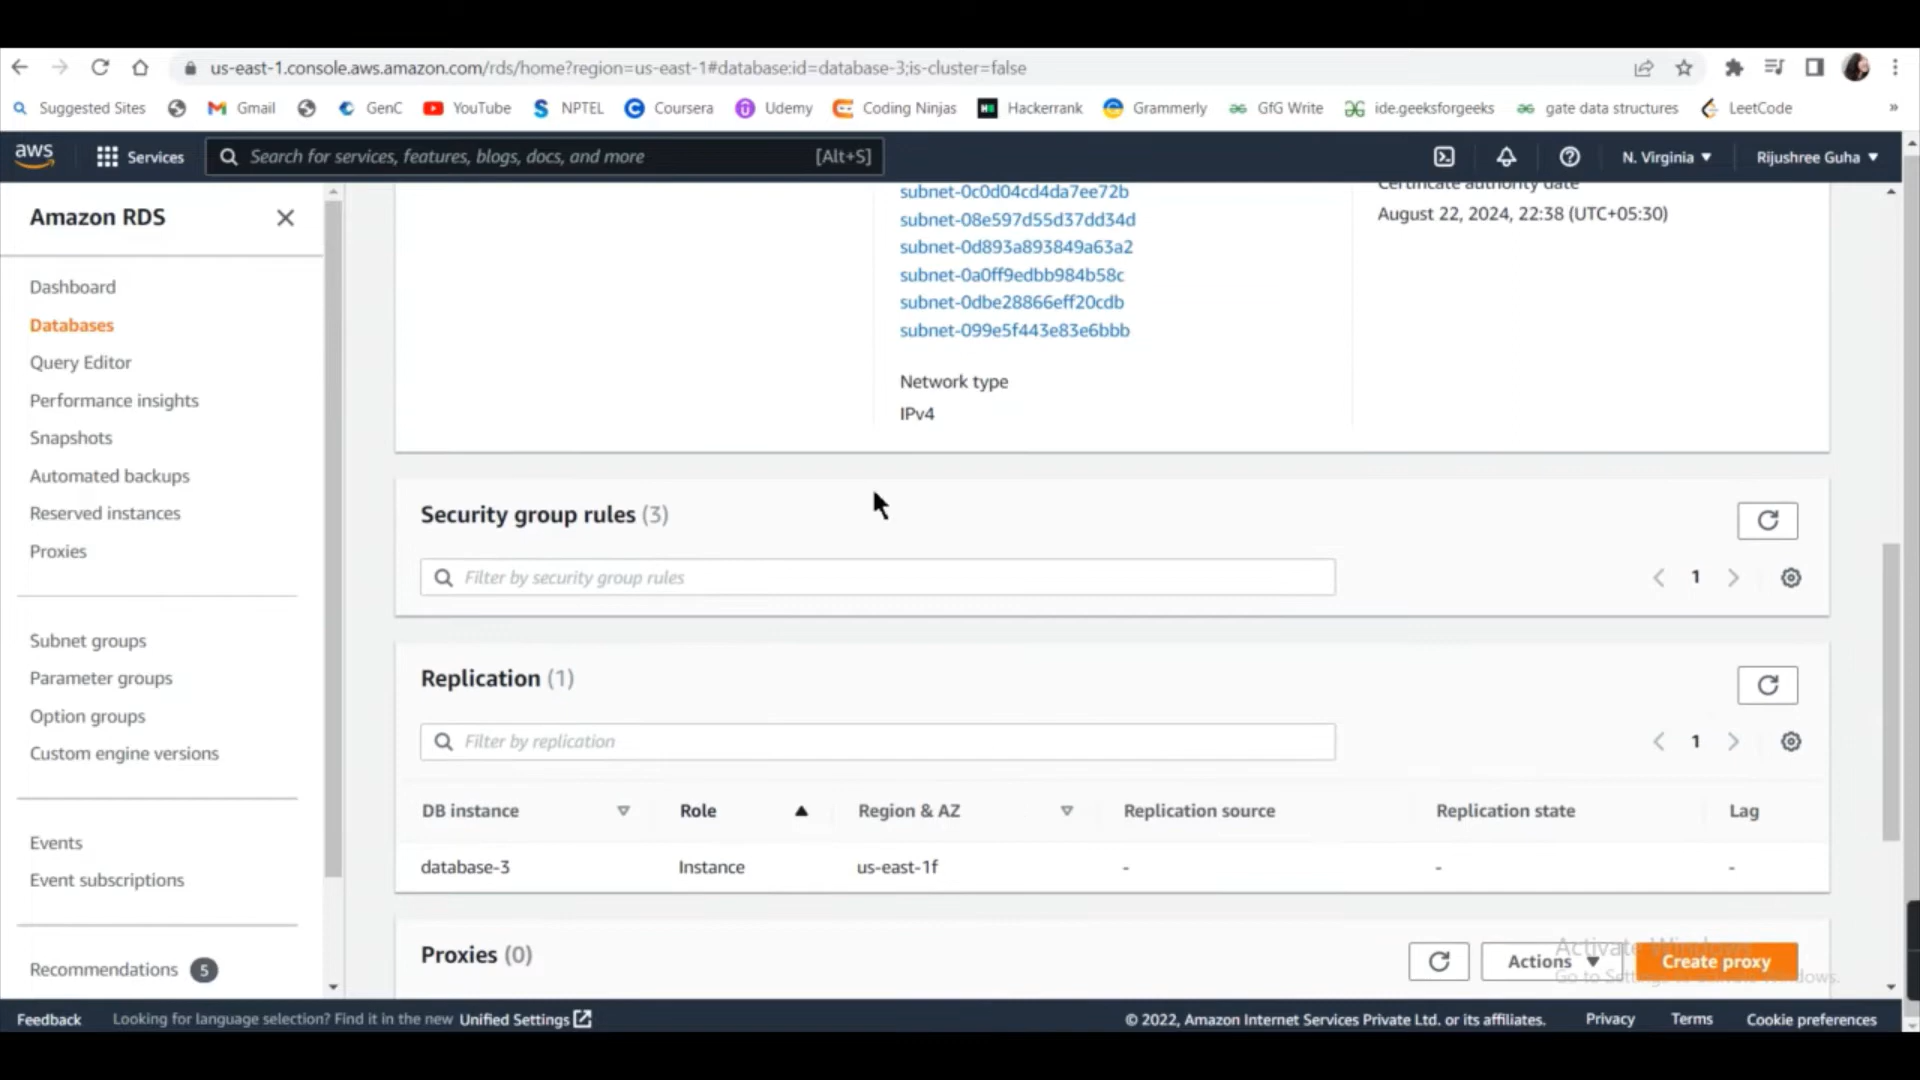 us-east-1.console.aws.amazon.com/rds/home?region=us-east-1#database:id=database-3;is-cluster=false
Suggested Sites Gmail GenC YouTube NPTEL Coursera Udemy Coding Ninjas Hackerrank Grammerly GfG Write ide.geeksforgeeks gate data structures LeetCode »
aws Services Search for services, features, blogs, docs, and more [Alt+S] N. Virginia Rijushree Guha
Amazon RDS
Dashboard
Databases
Query Editor
Performance insights
Snapshots
Automated backups
Reserved instances
Proxies
Subnet groups
Parameter groups
Option groups
Custom engine versions
Events
Event subscriptions
Recommendations 5
subnet-0c0d04cd4da7ee72b
subnet-08e597d55d37dd34d
subnet-0d893a893849a63a2
subnet-0a0ff9edbb984b58c
subnet-0dbe28866eff20cdb
subnet-099e5f443e83e6bbb
Network type
IPv4
Certificate authority date
August 22, 2024, 22:38 (UTC+05:30)
Security group rules (3)
Filter by security group rules
1
Replication (1)
Filter by replication
1
DB instance Role Region & AZ Replication source Replication state Lag
database-3 Instance us-east-1f - - -
Proxies (0)
Actions Create proxy
Activate Windows
Feedback Looking for language selection? Find it in the new Unified Settings © 2022, Amazon Internet Services Private Ltd. or its affiliates. Privacy Terms Cookie preferences